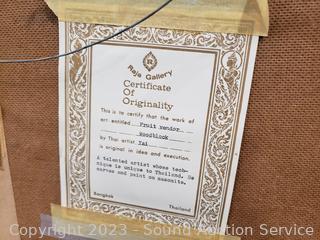 R
Raja Gallery
Certificate
Of
Originality
This is to certify that the work of
art entitled Fruit Vendor
Woodblock
by Thai artist Yai
is original in idea and execution.
A talented artist whose tech-
nique is unique to Thailand. He
carves and paint on masonite.
Bangkok Thailand
Copyright 2023 - Sound Auction Service